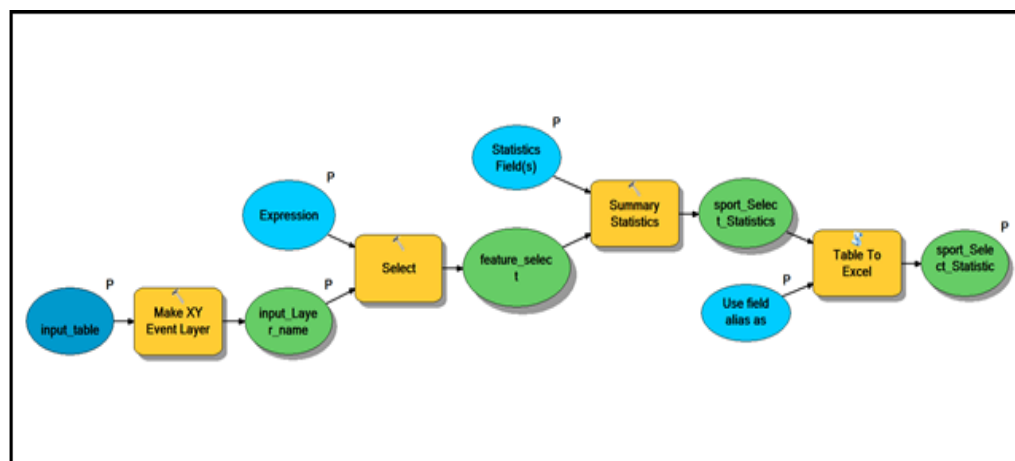 P
input_table
Make XY
Event Layer
P
input_Laye
r_name
P
Expression
Select
feature_selec
t
P
Statistics
Field(s)
Summary
Statistics
sport_Selec
t_Statistics
P
Use field
alias as
Table To
Excel
P
sport_Sele
ct_Statistic